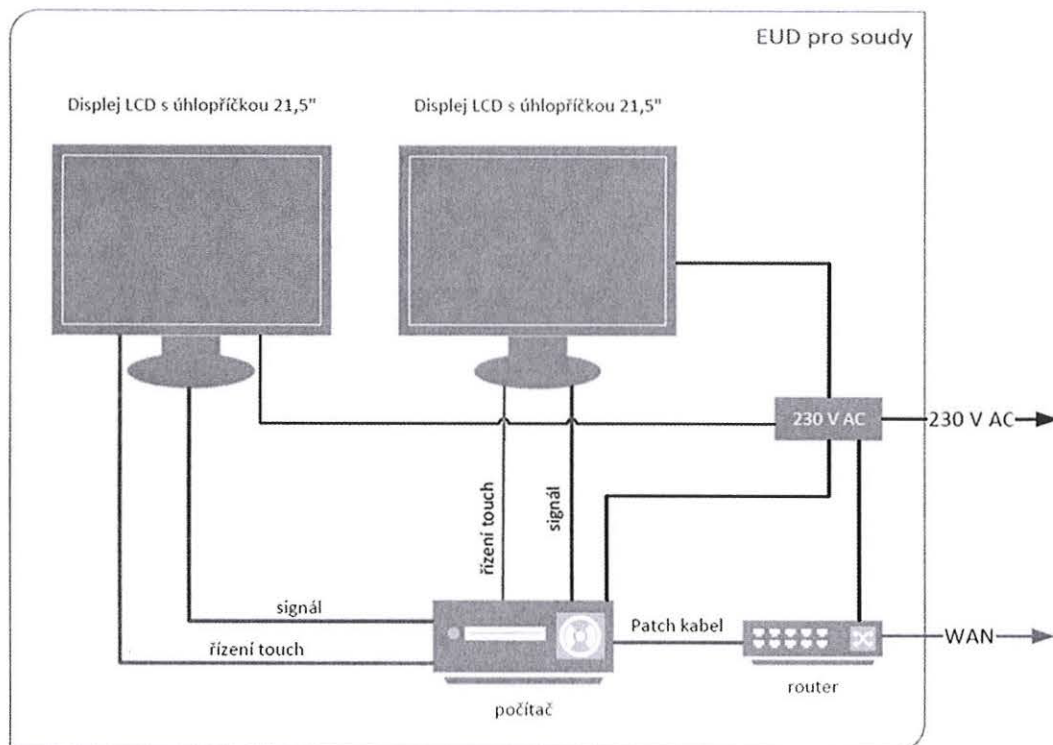 EUD pro soudy
Displej LCD s úhlopříčkou 21,5"
Displej LCD s úhlopříčkou 21,5"
230 V AC
230 V AC
řízení touch
signál
signál
Patch kabel
WAN
řízení touch
router
počítač